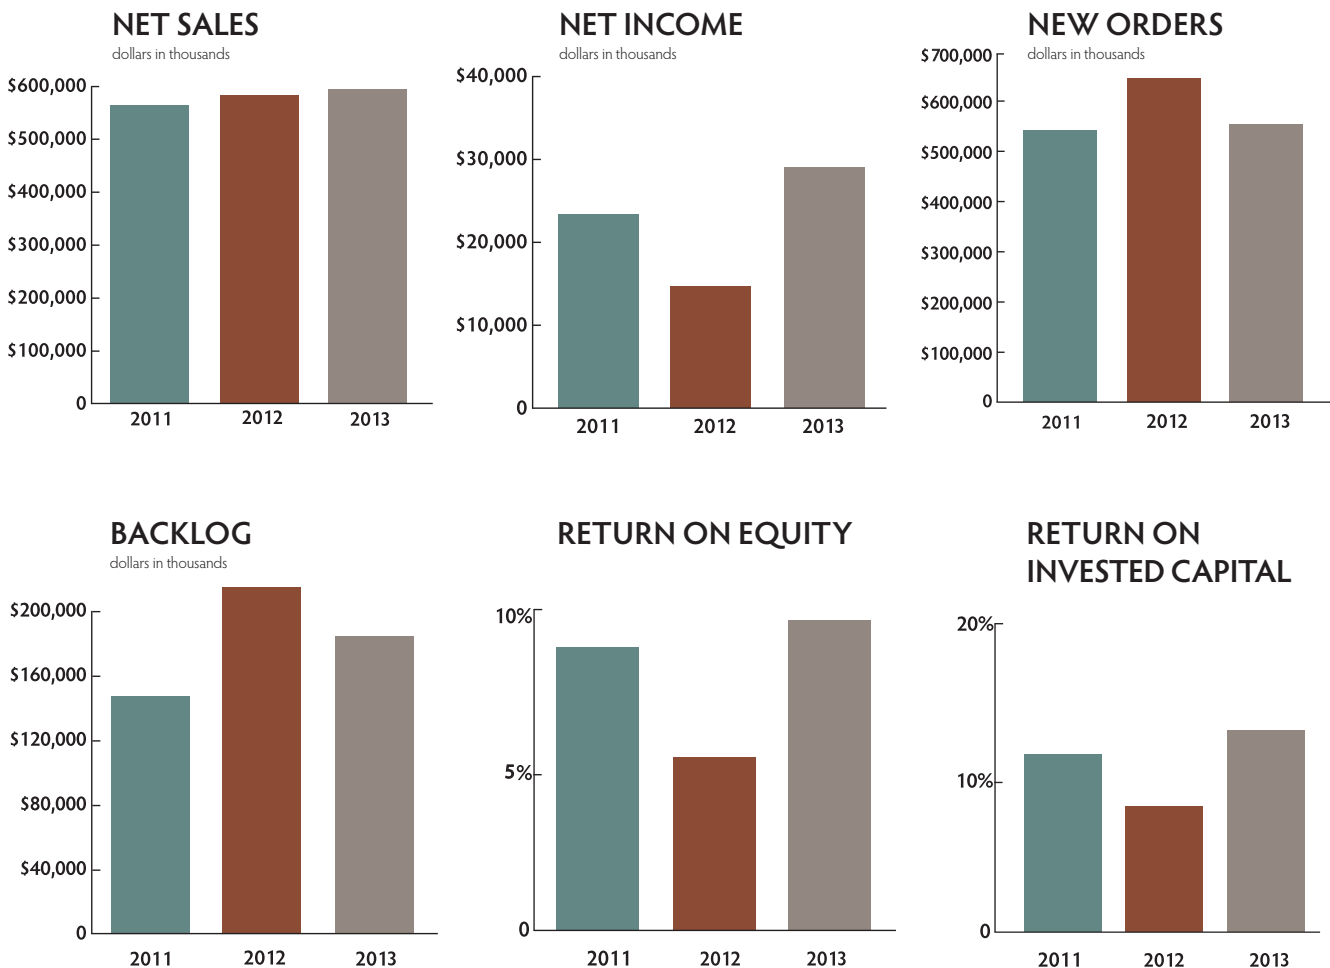 NET SALES
dollars in thousands
$600,000
$500,000
$400,000
$300,000
$200,000
$100,000
0
2011 2012 2013
NET INCOME
dollars in thousands
$40,000
$30,000
$20,000
$10,000
0
2011 2012 2013
NEW ORDERS
dollars in thousands
$700,000
$600,000
$500,000
$400,000
$300,000
$200,000
$100,000
0
2011 2012 2013
BACKLOG
dollars in thousands
$200,000
$160,000
$120,000
$80,000
$40,000
0
2011 2012 2013
RETURN ON EQUITY
10%
5%
0
2011 2012 2013
RETURN ON
INVESTED CAPITAL
20%
10%
0
2011 2012 2013